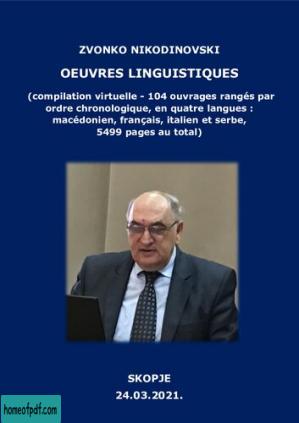 ZVONKO NIKODINOVSKI
OEUVRES LINGUISTIQUES
(compilation virtuelle - 104 ouvrages rangés par
ordre chronologique, en quatre langues :
macédonien, français, italien et serbe,
5499 pages au total)
SKOPJE
24.03.2021.
homeofpdf.com